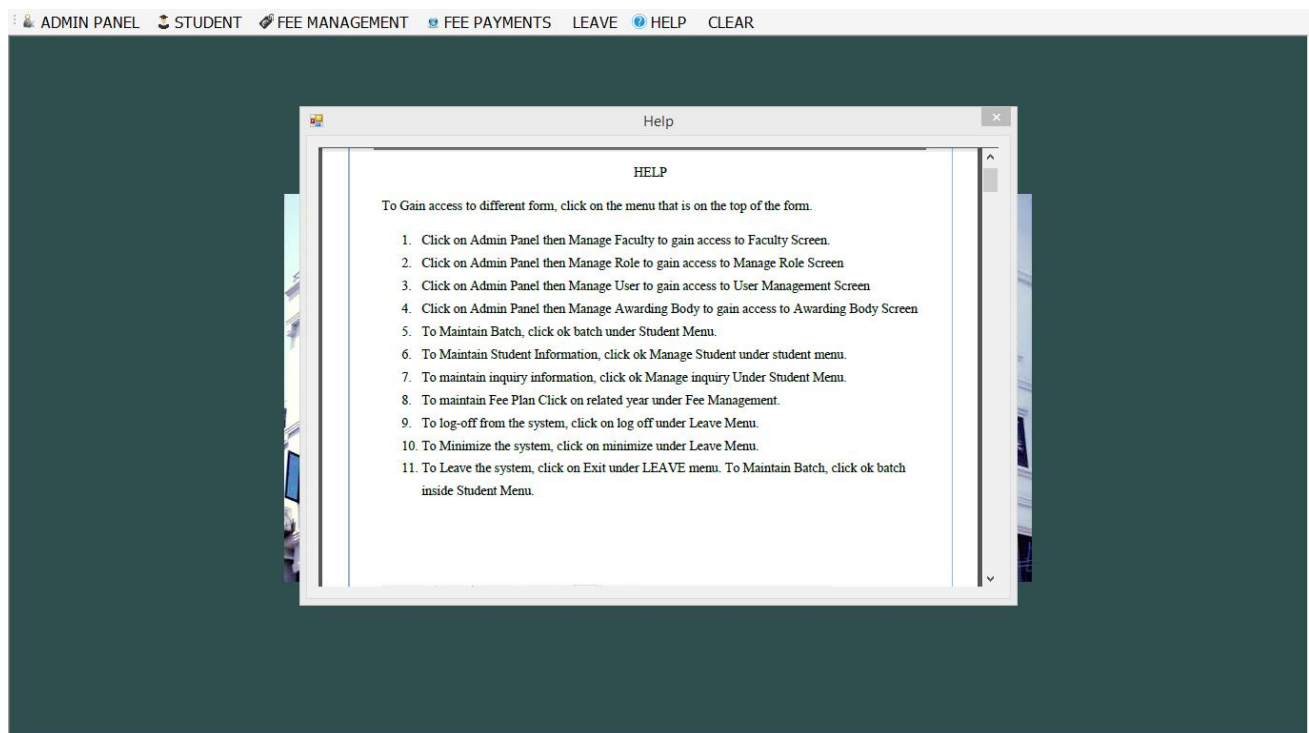 ADMIN PANEL STUDENT FEE MANAGEMENT FEE PAYMENTS LEAVE HELP CLEAR
Help
HELP
To Gain access to different form, click on the menu that is on the top of the form.
1. Click on Admin Panel then Manage Faculty to gain access to Faculty Screen.
2. Click on Admin Panel then Manage Role to gain access to Manage Role Screen
3. Click on Admin Panel then Manage User to gain access to User Management Screen
4. Click on Admin Panel then Manage Awarding Body to gain access to Awarding Body Screen
5. To Maintain Batch, click ok batch under Student Menu.
6. To Maintain Student Information, click ok Manage Student under student menu.
7. To maintain inquiry information, click ok Manage inquiry Under Student Menu.
8. To maintain Fee Plan Click on related year under Fee Management.
9. To log-off from the system, click on log off under Leave Menu.
10. To Minimize the system, click on minimize under Leave Menu.
11. To Leave the system, click on Exit under LEAVE menu. To Maintain Batch, click ok batch
inside Student Menu.